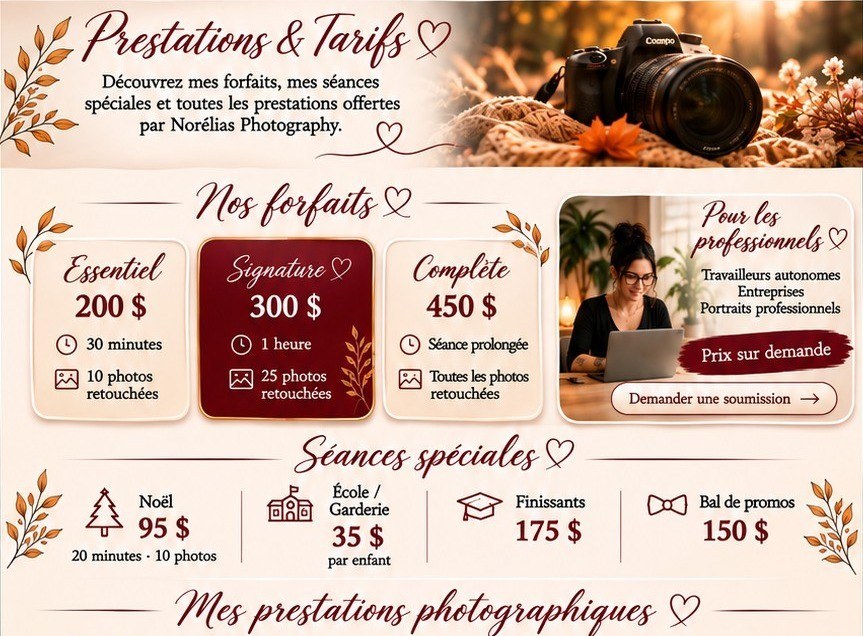 Prestations & Tarifs
Découvrez mes forfaits, mes séances
spéciales et toutes les prestations offertes
par Norélias Photography.
Coanpo
Nos forfaits
Essentiel
200 $
30 minutes
10 photos
retouchées
Signature
300 $
1 heure
25 photos
retouchées
Complète
450 $
Séance prolongée
Toutes les photos
retouchées
Pour les
professionnels
Travailleurs autonomes
Entreprises
Portraits professionnels
Prix sur demande
Demander une soumission →
Séances spéciales
Noël
95 $
20 minutes · 10 photos
École /
Garderie
35 $
par enfant
Finissants
175 $
Bal de promos
150 $
Mes prestations photographiques